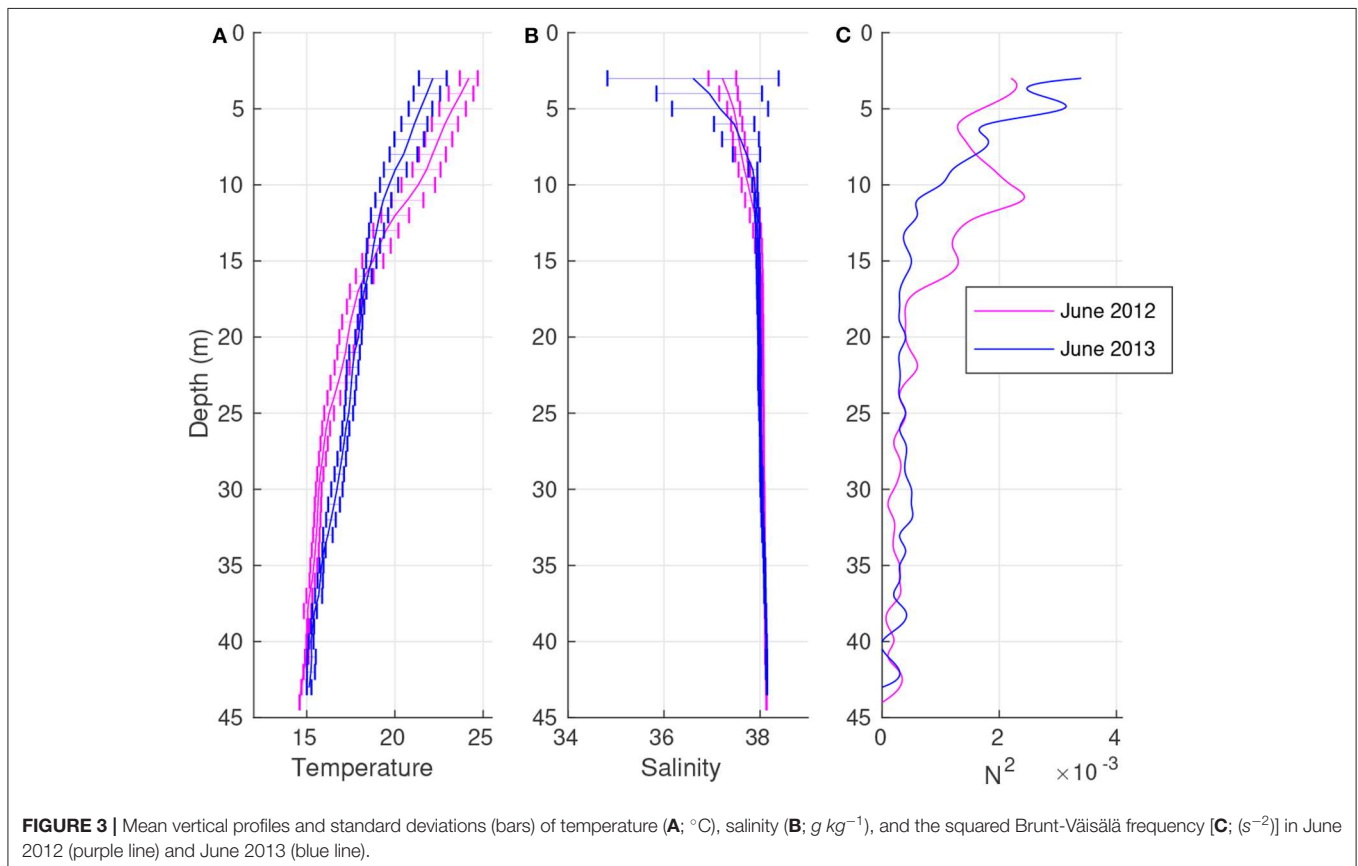 A
B
C
0
5
10
15
20
25
30
35
40
45
Depth (m)
15 20 25
Temperature
0
5
10
15
20
25
30
35
40
45
34 36 38
Salinity
0
5
10
15
20
25
30
35
40
45
0 2 4
N² ×10⁻³
June 2012
June 2013
FIGURE 3 | Mean vertical profiles and standard deviations (bars) of temperature (A; °C), salinity (B; g kg⁻¹), and the squared Brunt-Väisälä frequency [C; (s⁻²)] in June
2012 (purple line) and June 2013 (blue line).